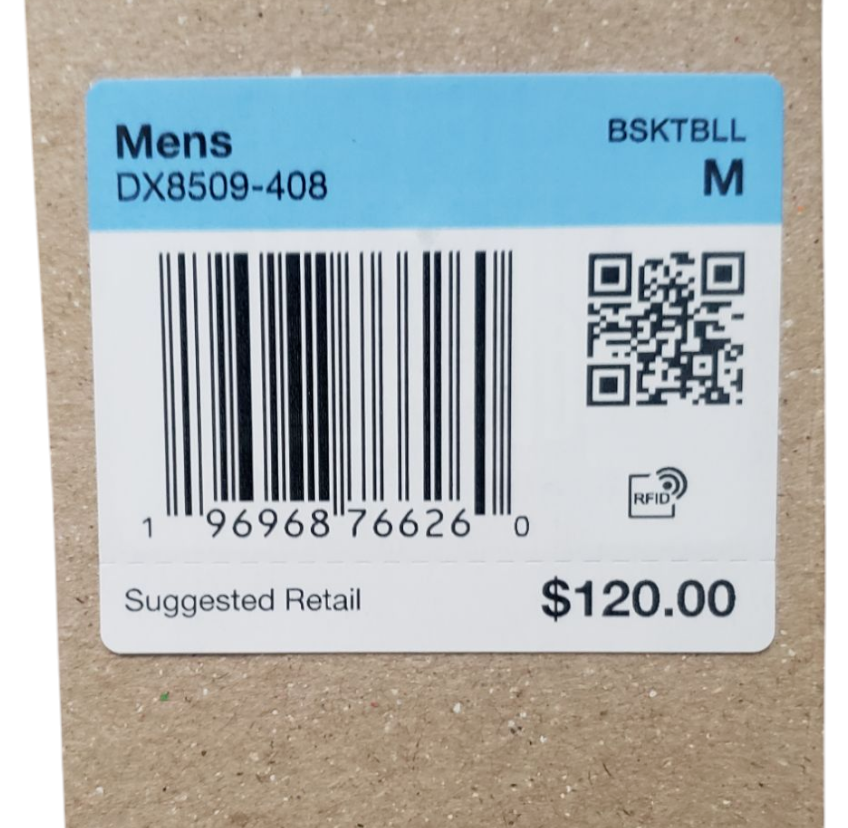 Mens
BSKTBLL
DX8509-408
M
1 96968 76626 0
RFID
Suggested Retail
$120.00